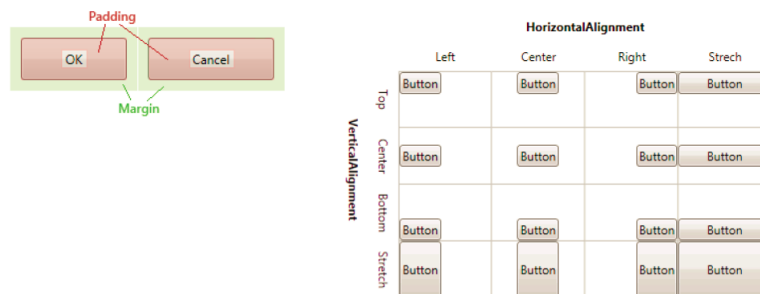 Padding
OK
Cancel
Margin
HorizontalAlignment
Left Center Right Strech
VerticalAlignment
Top
Button Button Button Button
Center
Button Button Button Button
Bottom
Button Button Button Button
Stretch
Button Button Button Button